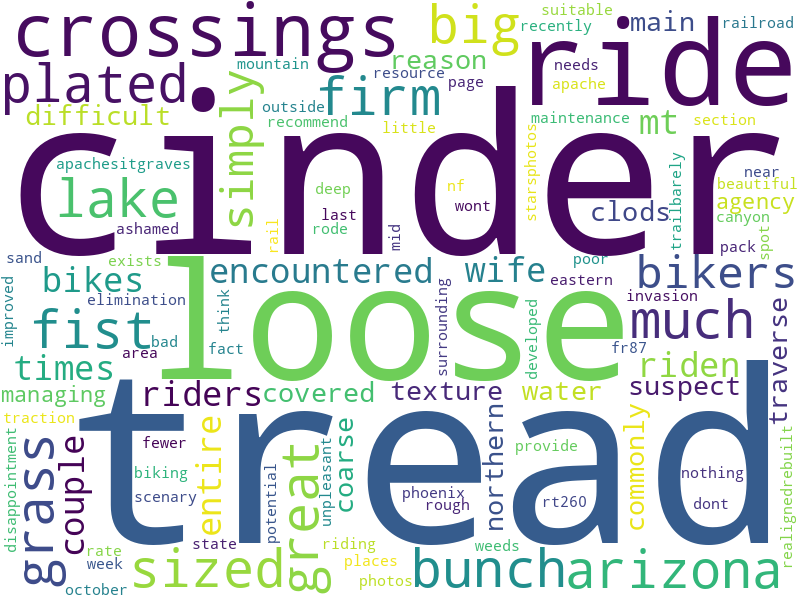 suitable
recently
crossings
big
main
railroad
ride
mountain
reason
resource
page
needs
apache
plated
firm
outside
difficult
recommend
simply
little
maintenance
section
mt
cinder
apachesitgraves
lake
ashamed
deep
last
rode
rail
mid
nf
wont
starsphotos
clods
trailbarely
near
beautiful
agency
canyon
pack
spot
sand
exists
bikes
encountered
wife
poor
eastern
bikers
elimination
invasion
improved
loose
think
surrounding
developed
fist
bad
area
fact
fr87
much
times
riden
traverse
managing
riders
covered
texture
water
suspect
traction
tread
fewer
grass
couple
entire
great
coarse
northerne
commonly
disappointment
biking
scenary
potential
unpleasant
phoenix
rough
provide
rt260
nothing
dont
realignedrebuilt
rate
week
state
riding
weeds
places
photos
october
sized
bunch
arizona